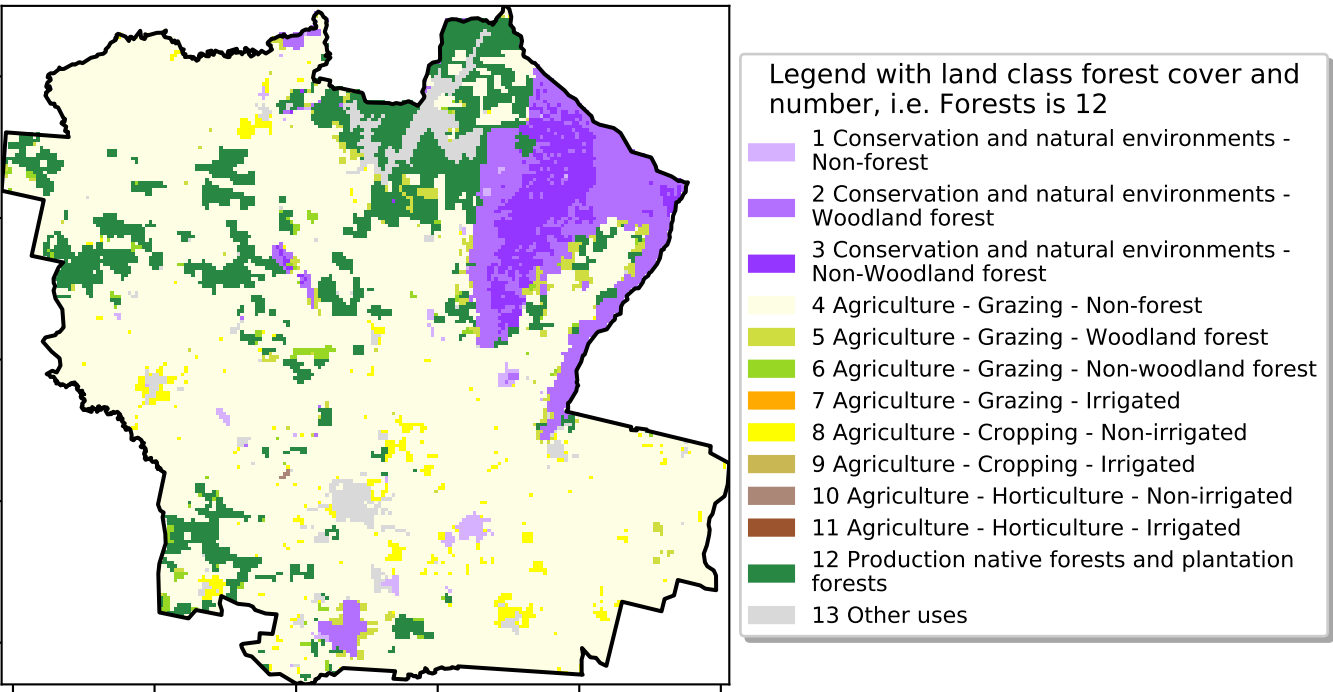 Legend with land class forest cover and
number, i.e. Forests is 12
1 Conservation and natural environments -
Non-forest
2 Conservation and natural environments -
Woodland forest
3 Conservation and natural environments -
Non-Woodland forest
4 Agriculture - Grazing - Non-forest
5 Agriculture - Grazing - Woodland forest
6 Agriculture - Grazing - Non-woodland forest
7 Agriculture - Grazing - Irrigated
8 Agriculture - Cropping - Non-irrigated
9 Agriculture - Cropping - Irrigated
10 Agriculture - Horticulture - Non-irrigated
11 Agriculture - Horticulture - Irrigated
12 Production native forests and plantation
forests
13 Other uses